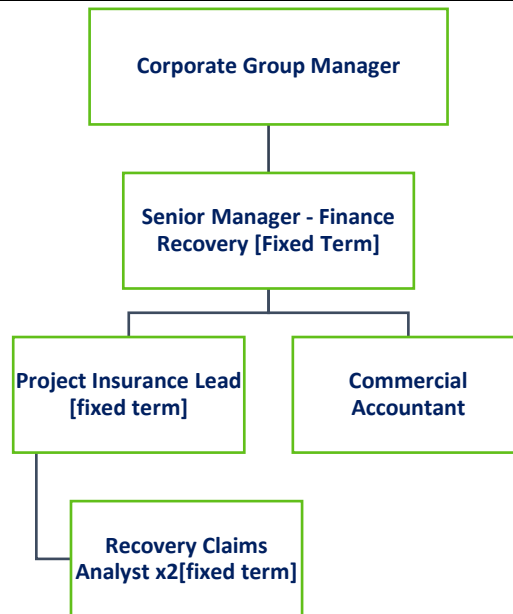 Corporate Group Manager
Senior Manager - Finance
Recovery [Fixed Term]
Project Insurance Lead
[fixed term]
Commercial
Accountant
Recovery Claims
Analyst x2[fixed term]